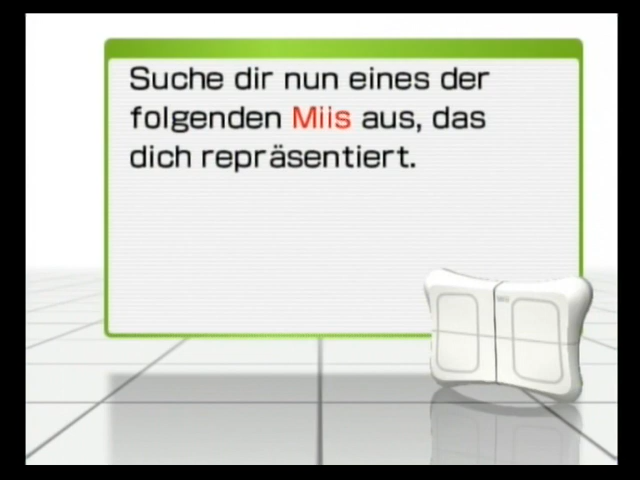 Suche dir nun eines der
folgenden Miis aus, das
dich repräsentiert.